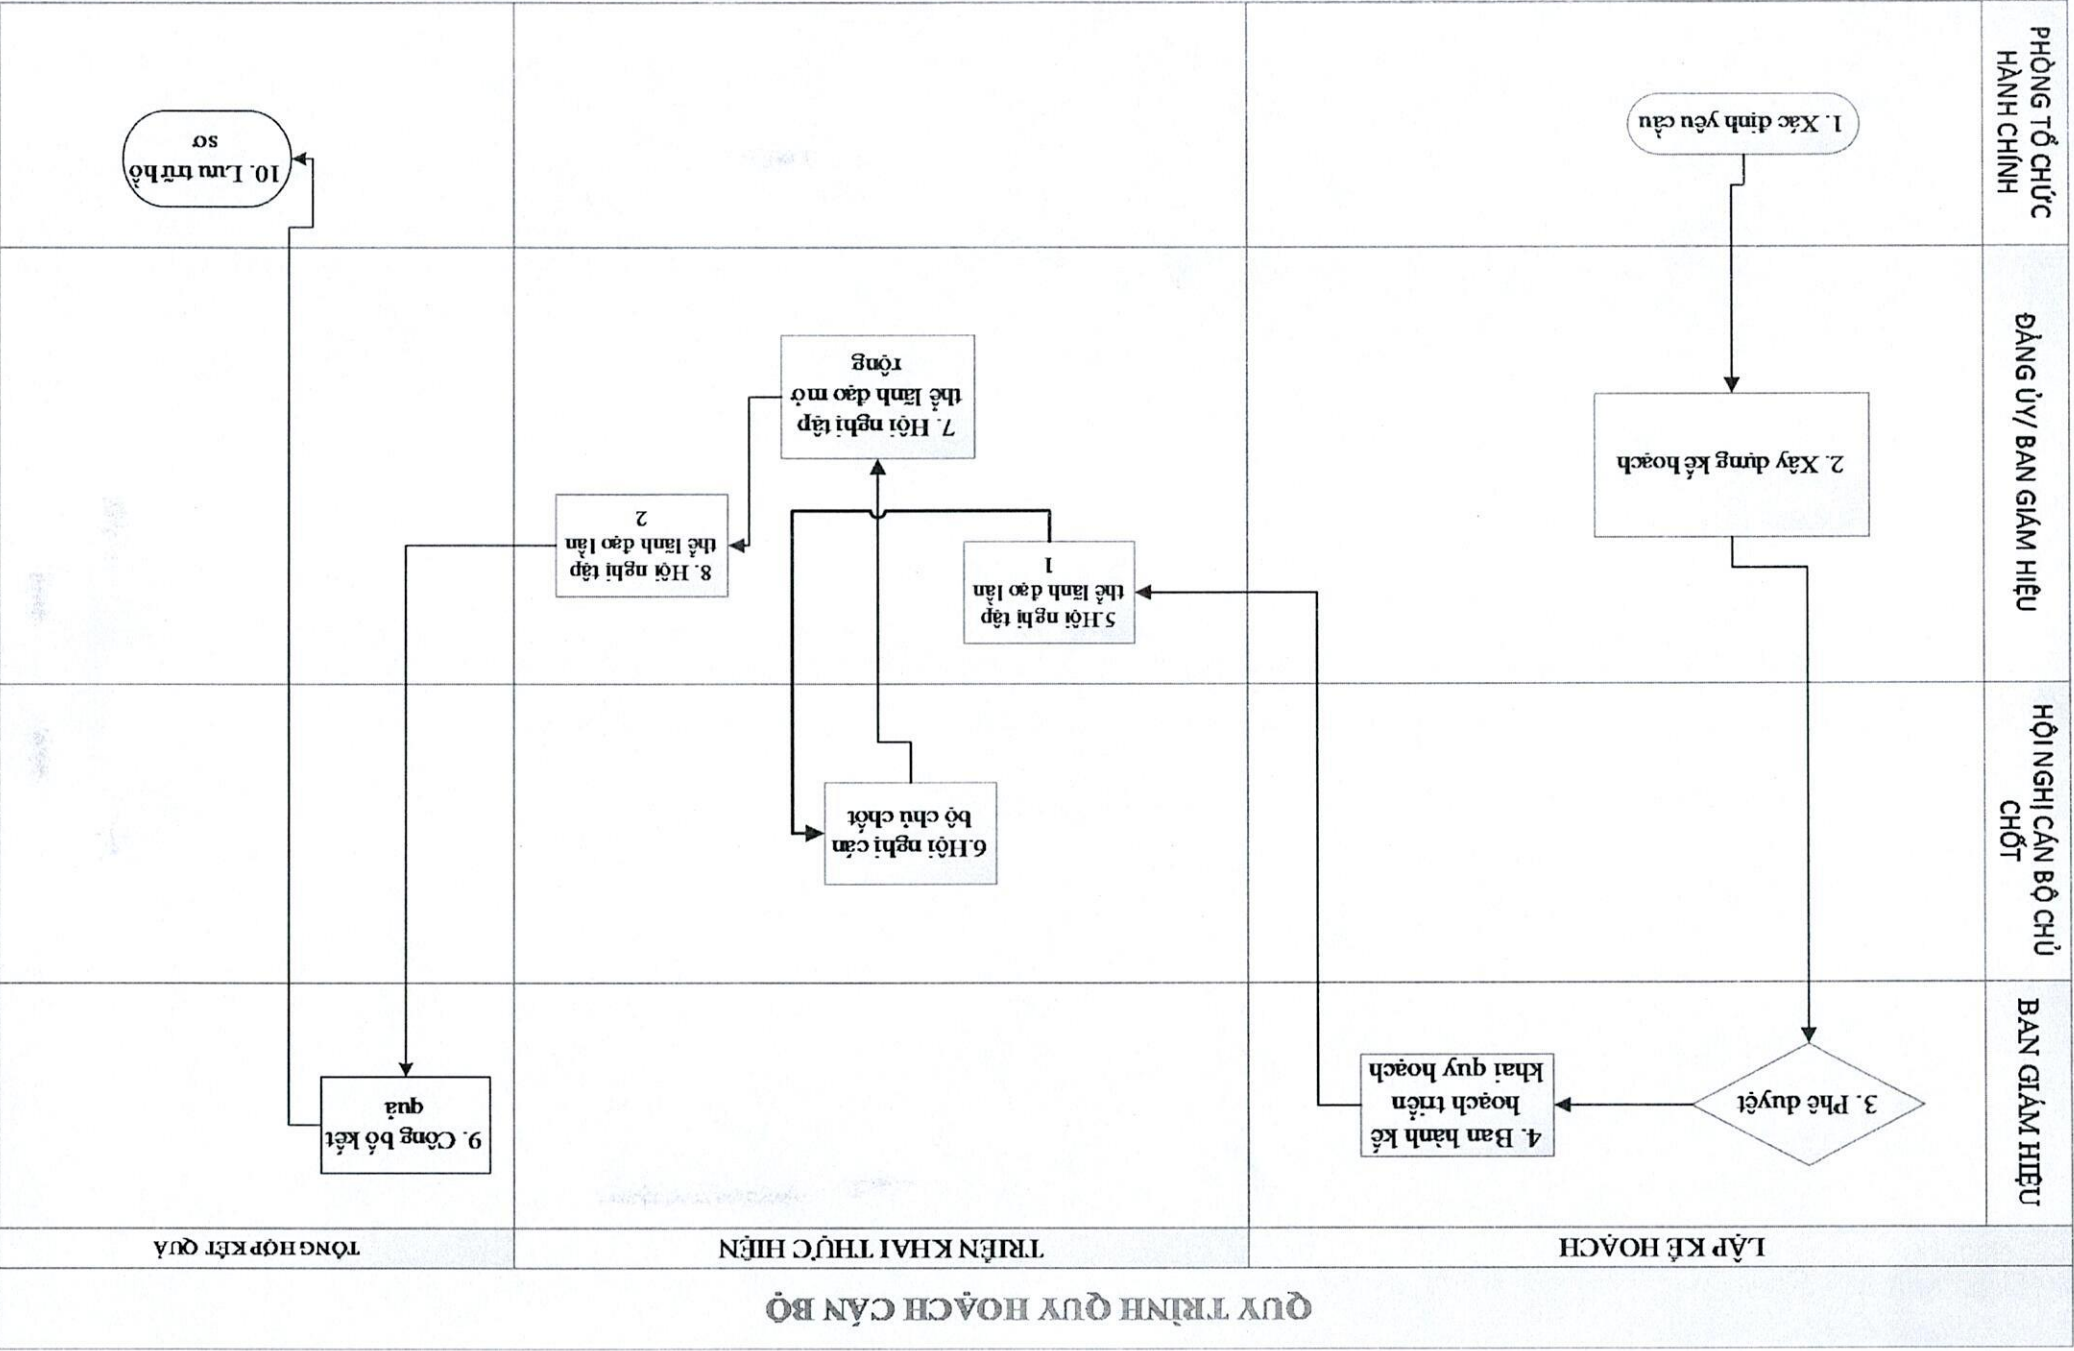 QUY TRÌNH QUY HOẠCH CÁN BỘ
LẬP KẾ HOẠCH
TRIỂN KHAI THỰC HIỆN
TỔNG HỢP KẾT QUẢ
BAN GIÁM HIỆU
3. Phê duyệt
4. Ban hành kế
hoạch triển
khai quy hoạch
9. Công bố kết
quả
HỘI NGHỊ CÁN BỘ CHỦ
CHỐT
6.Hội nghị cán
bộ chủ chốt
ĐẢNG ỦY/ BAN GIÁM HIỆU
2. Xây dựng kế hoạch
5.Hội nghị tập
thể lãnh đạo lần
1
7. Hội nghị tập
thể lãnh đạo mở
rộng
8. Hội nghị tập
thể lãnh đạo lần
2
PHÒNG TỔ CHỨC
HÀNH CHÍNH
1. Xác định yêu cầu
10. Lưu trữ hồ
sơ